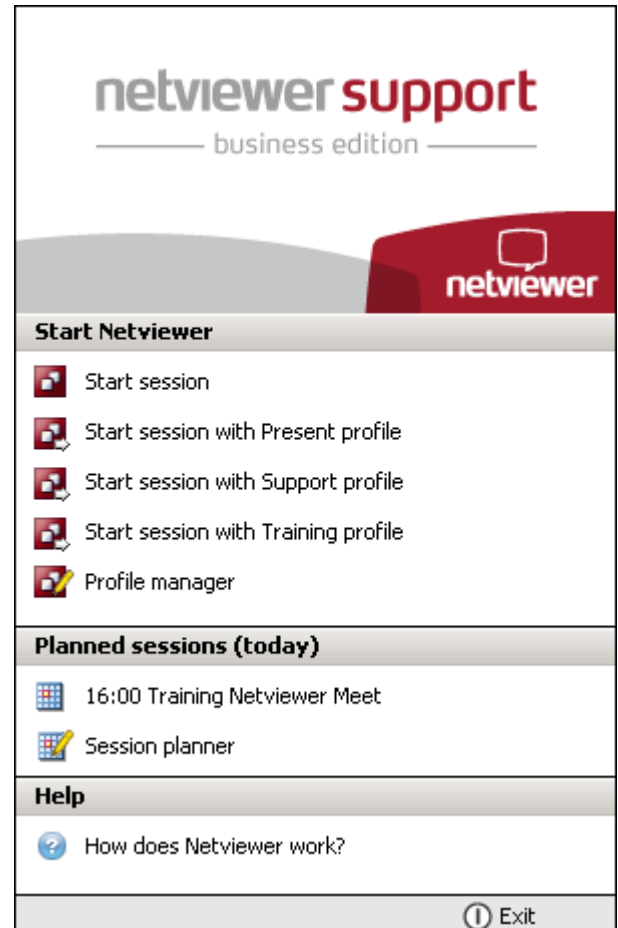 netviewer support
business edition
netviewer
Start Netviewer
Start session
Start session with Present profile
Start session with Support profile
Start session with Training profile
Profile manager
Planned sessions (today)
16:00 Training Netviewer Meet
Session planner
Help
How does Netviewer work?
Exit